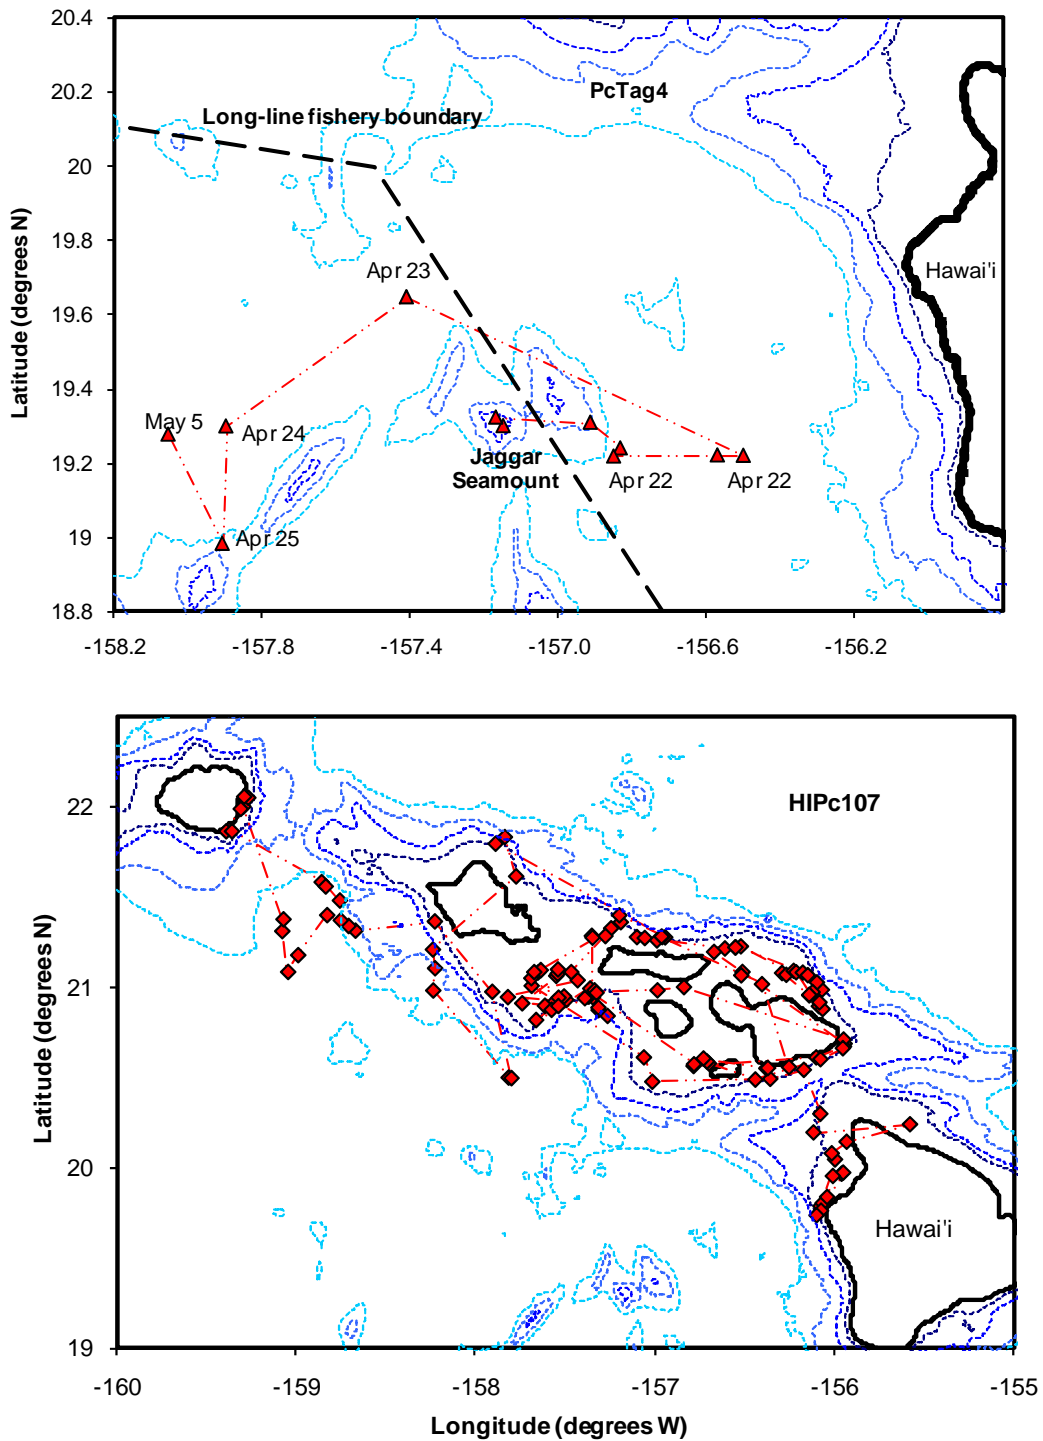 20.4
20.2
20
19.8
19.6
19.4
19.2
19
18.8
Latitude (degrees N)
PcTag4
Long-line fishery boundary
Hawai'i
Apr 23
May 5
Apr 24
Jaggar
Seamount
Apr 22
Apr 22
Apr 25
-158.2
-157.8
-157.4
-157.0
-156.6
-156.2
HIPc107
22
21
20
19
Latitude (degrees N)
Hawai'i
-160
-159
-158
-157
-156
-155
Longitude (degrees W)